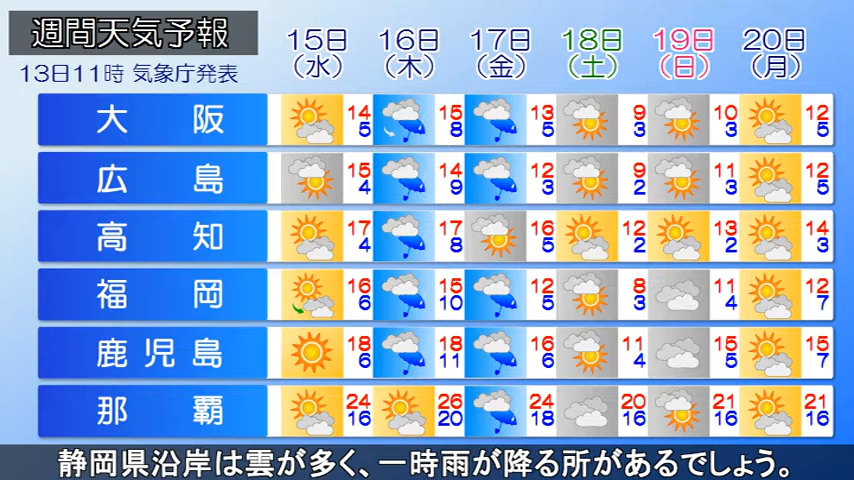 週間天気予報
13日11時 気象庁発表
15日 16日 17日 18日 19日 20日
(水) (木) (金) (土) (日) (月)
大阪 14 5 15 8 13 5 9 3 10 3 12 5
広島 15 4 14 9 12 3 9 2 11 3 12 5
高知 17 4 17 8 16 5 12 2 13 2 14 3
福岡 16 6 15 10 12 5 8 3 11 4 12 7
鹿児島 18 6 18 11 16 6 11 4 15 5 15 7
那覇 24 16 26 20 24 18 20 16 21 16 21 16
静岡県沿岸は雲が多く、一時雨が降る所があるでしょう。